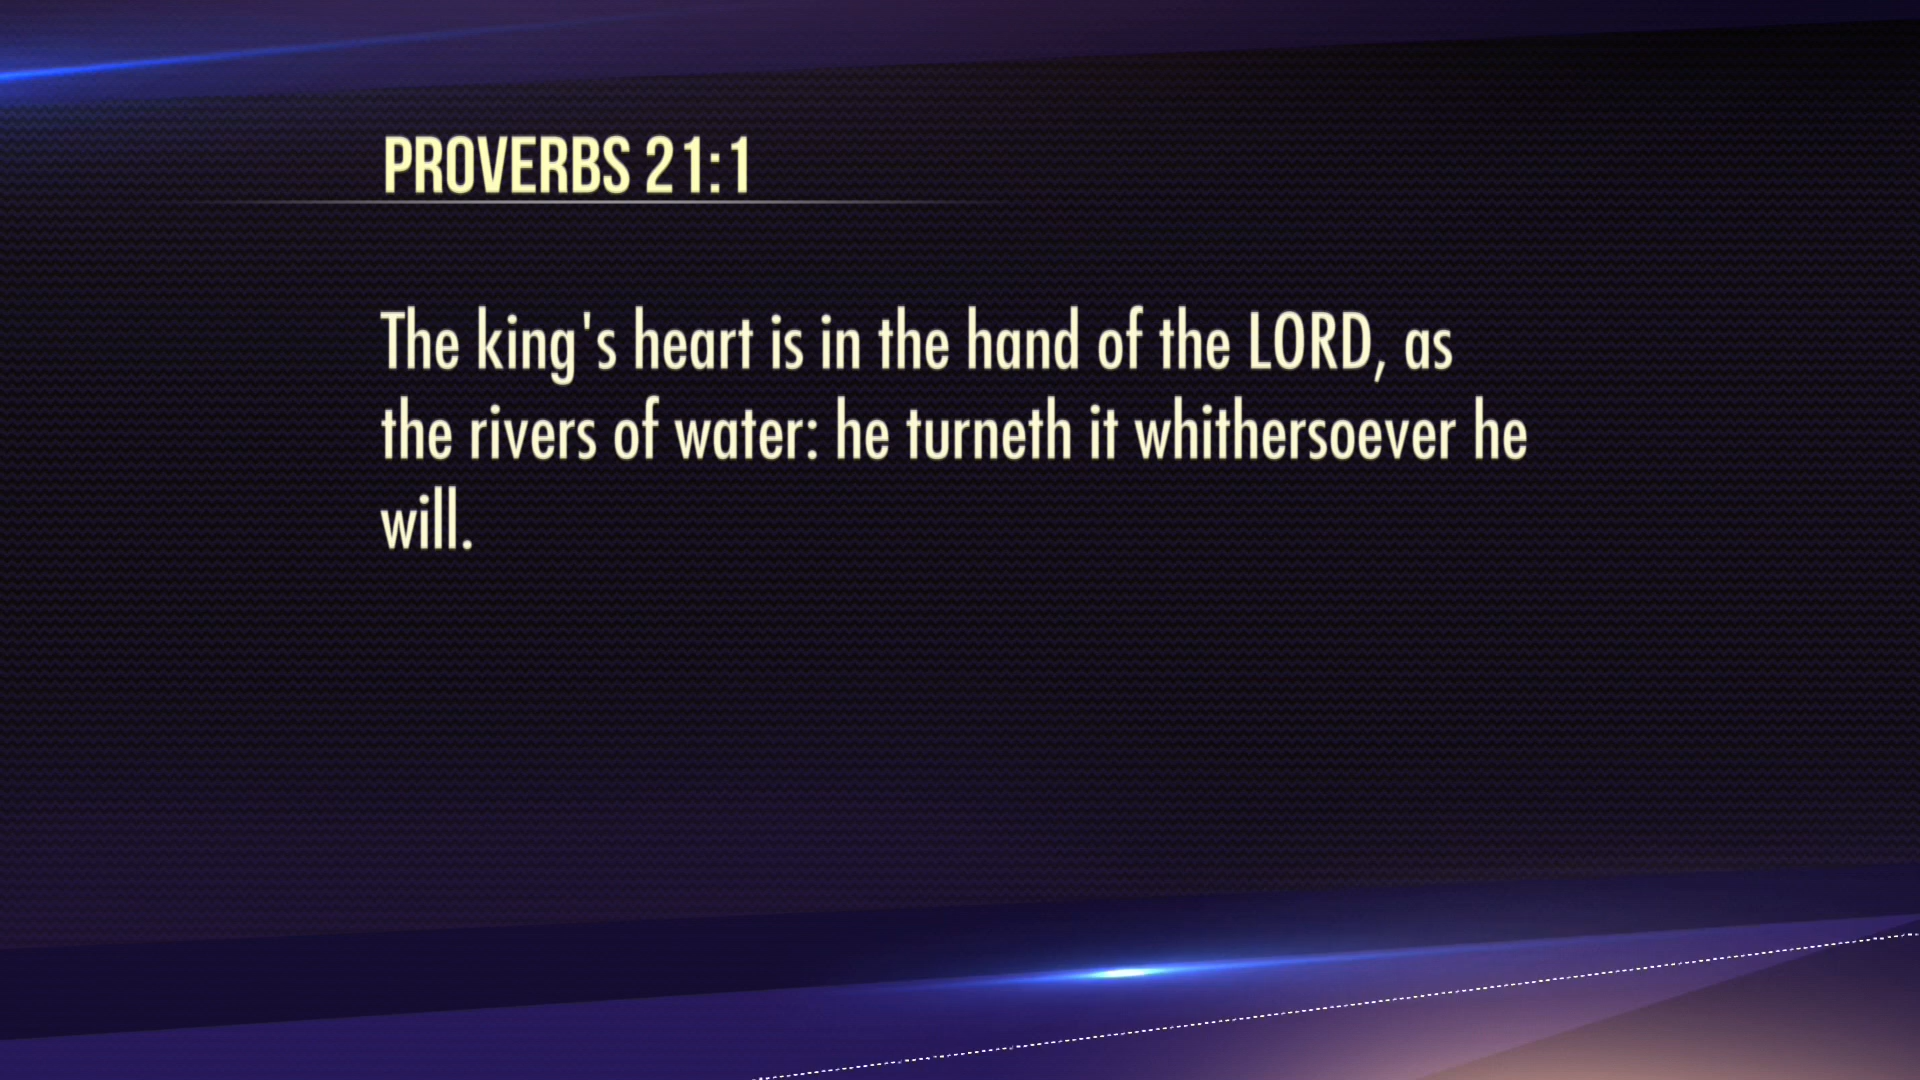 PROVERBS 21:1
The king's heart is in the hand of the LORD, as
the rivers of water: he turneth it whithersoever he
will.